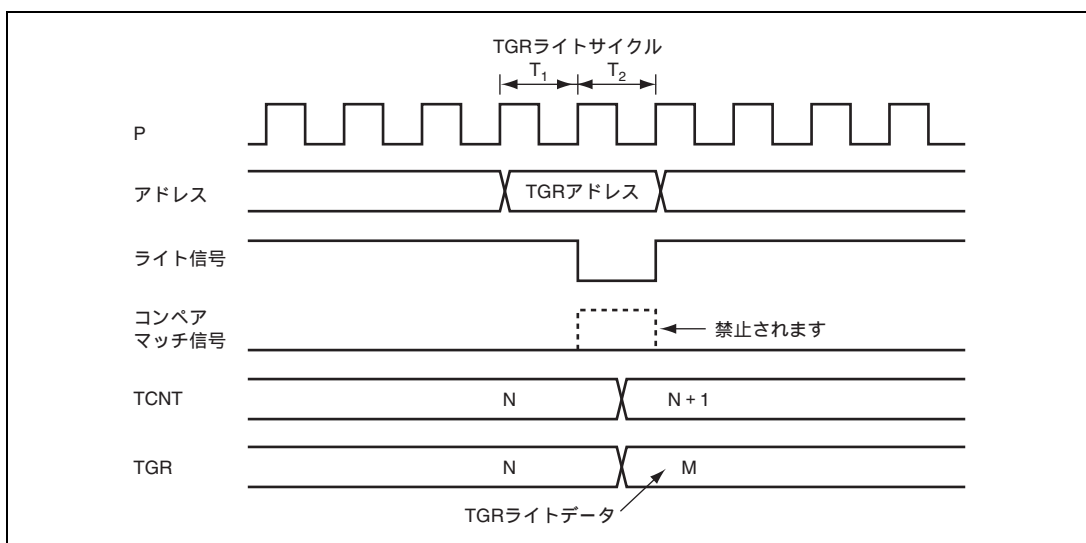 TGRライトサイクル
T1 T2
P
アドレス TGRアドレス
ライト信号
コンペア
マッチ信号 禁止されます
TCNT N N + 1
TGR N M
TGRライトデータ